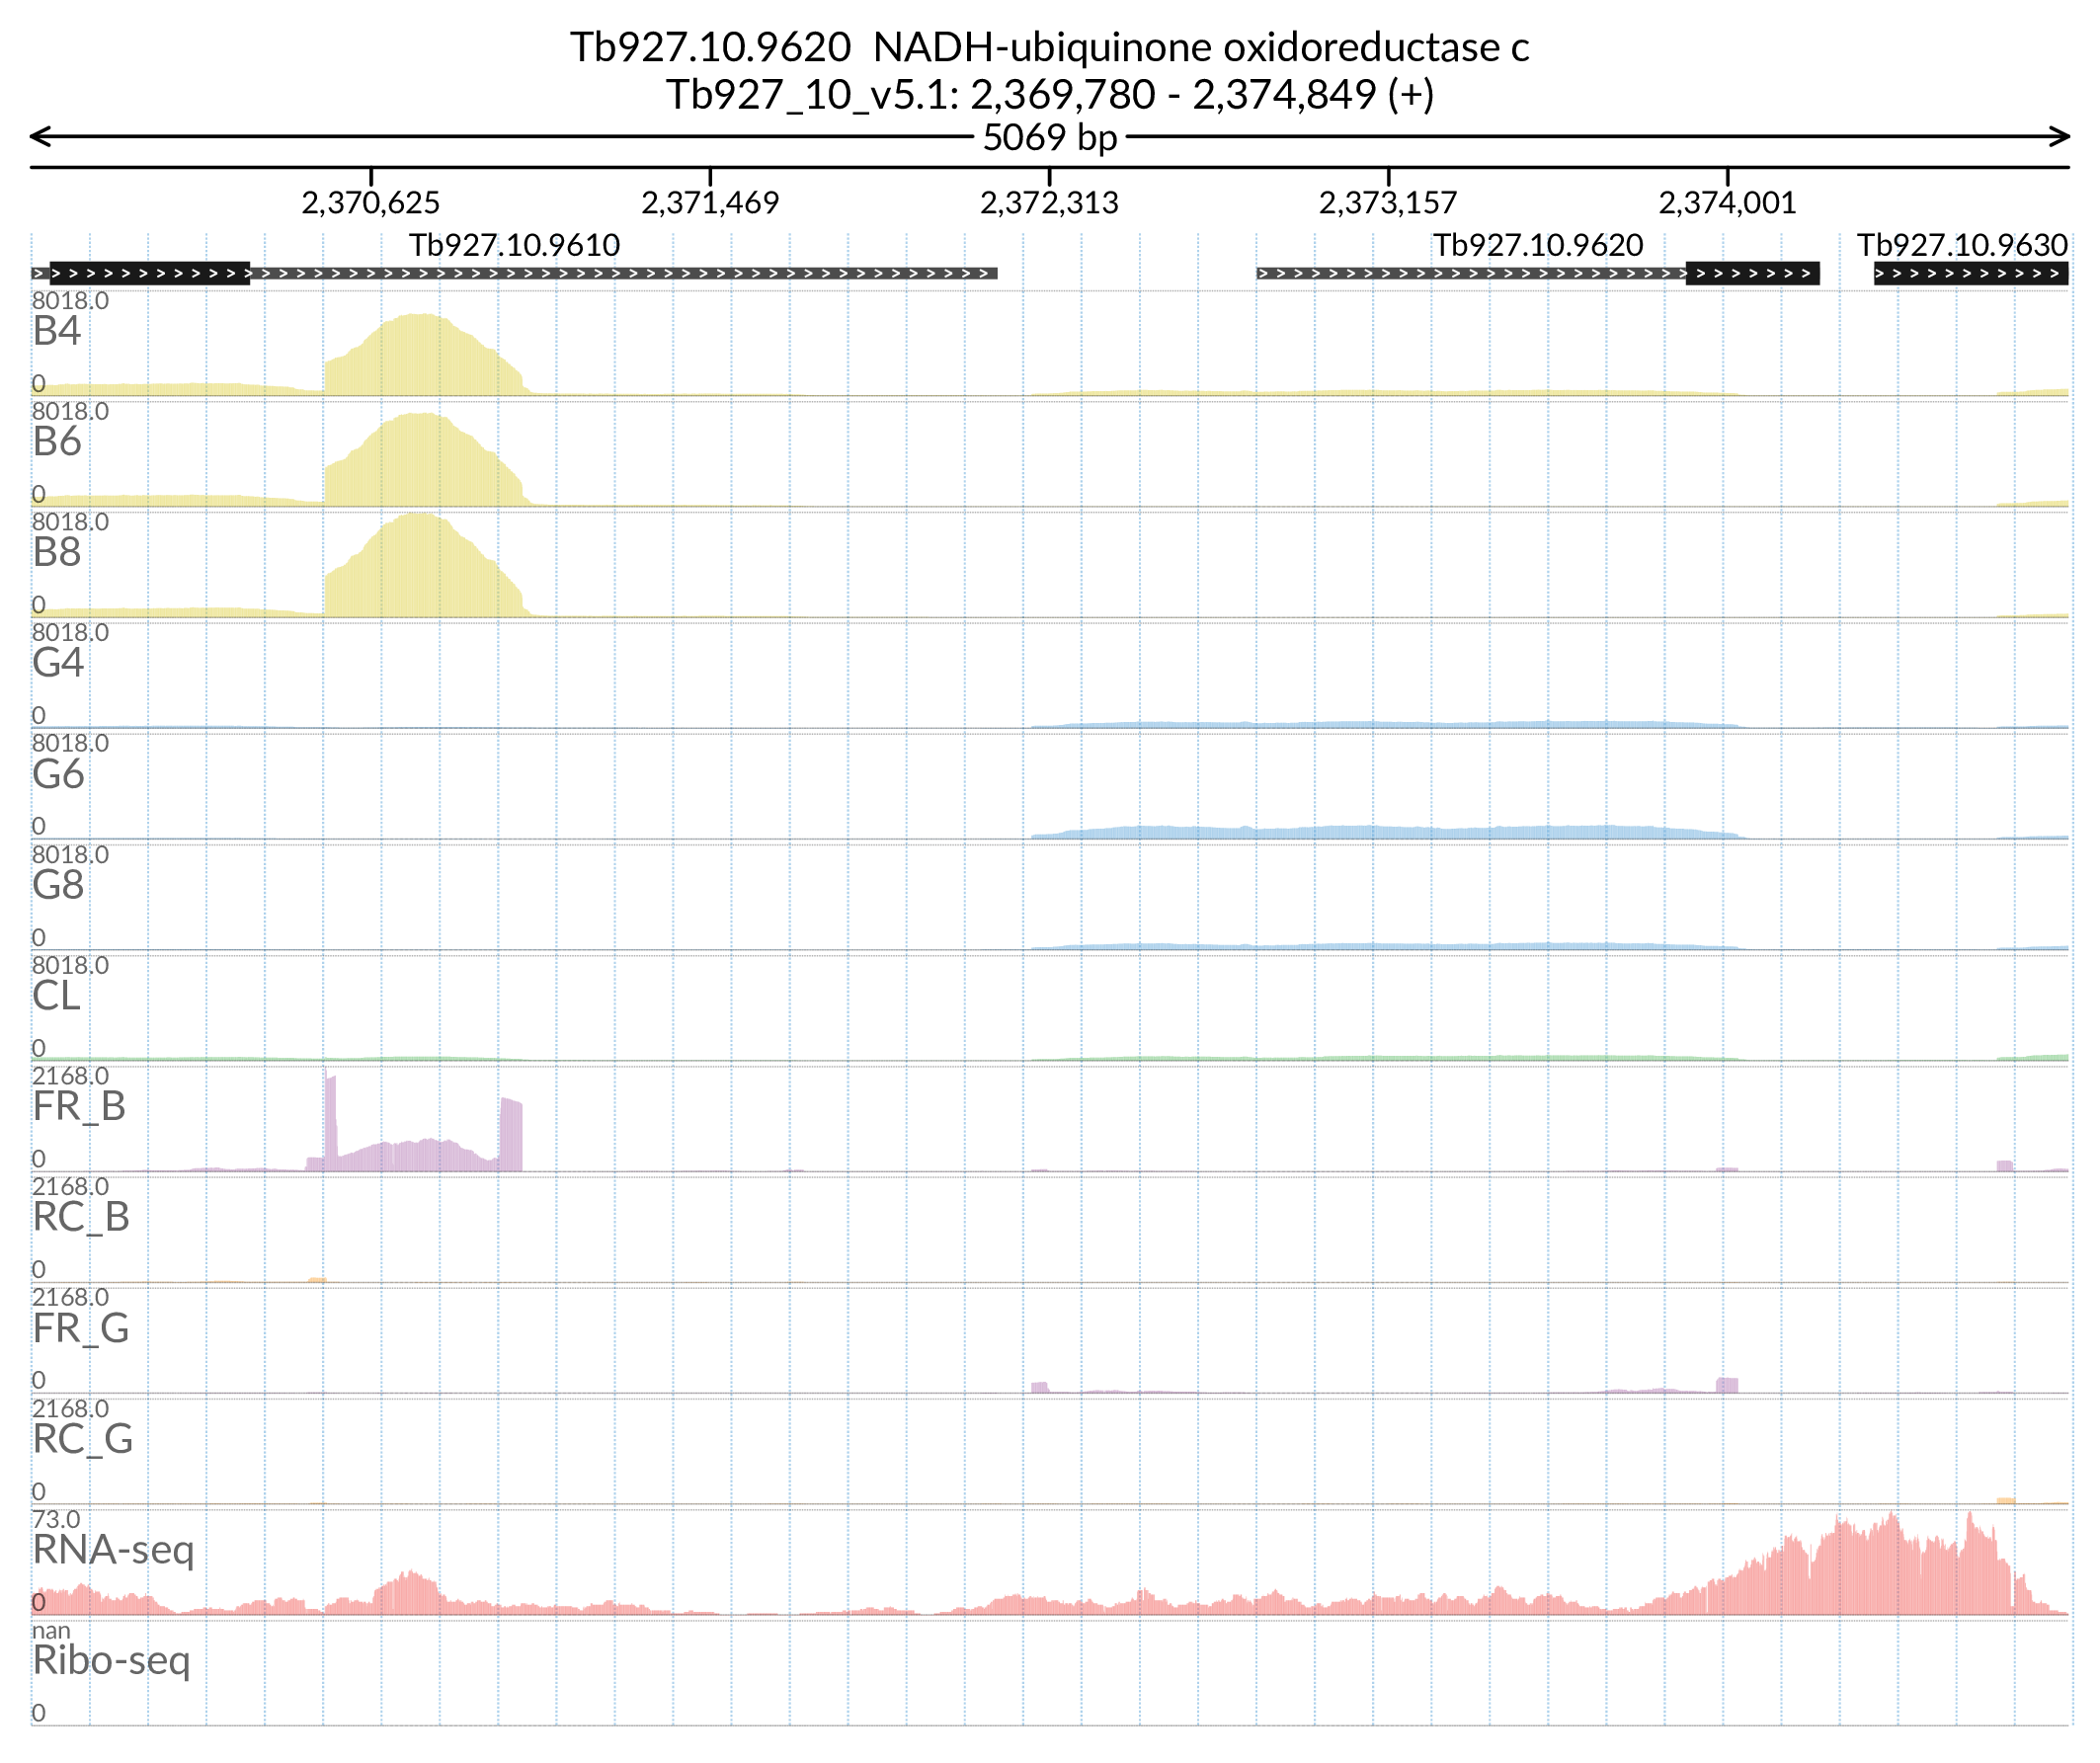 Tb927.10.9620  NADH-ubiquinone oxidoreductase c
Tb927_10_v5.1: 2,369,780 - 2,374,849 (+)
5069 bp
2,370,625 2,371,469 2,372,313 2,373,157 2,374,001
Tb927.10.9610 Tb927.10.9620 Tb927.10.9630
8018.0
B4
0
8018.0
B6
0
8018.0
B8
0
8018.0
G4
0
8018.0
G6
0
8018.0
G8
0
8018.0
CL
0
2168.0
FR_B
0
2168.0
RC_B
0
2168.0
FR_G
0
2168.0
RC_G
0
73.0
RNA-seq
0
nan
Ribo-seq
0